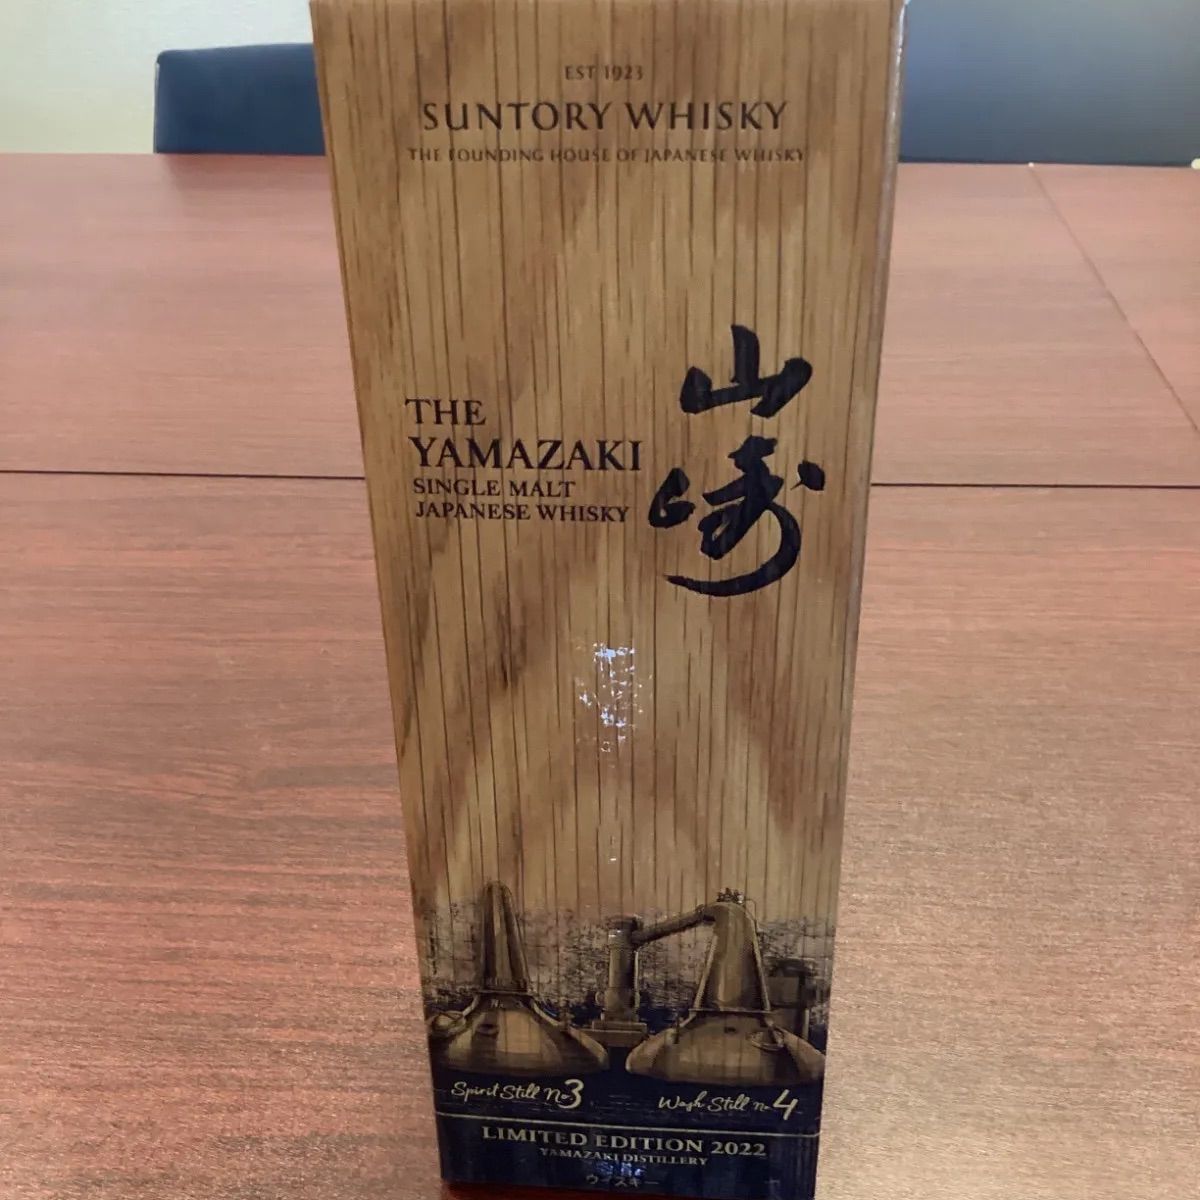 EST 1923
SUNTORY WHISKY
THE FOUNDING HOUSE OF JAPANESE WHISKY
THE
YAMAZAKI
SINGLE MALT
JAPANESE WHISKY
山崎
Spirit Still No3
Wash Still No4
LIMITED EDITION 2022
YAMAZAKI DISTILLERY
ウイスキー